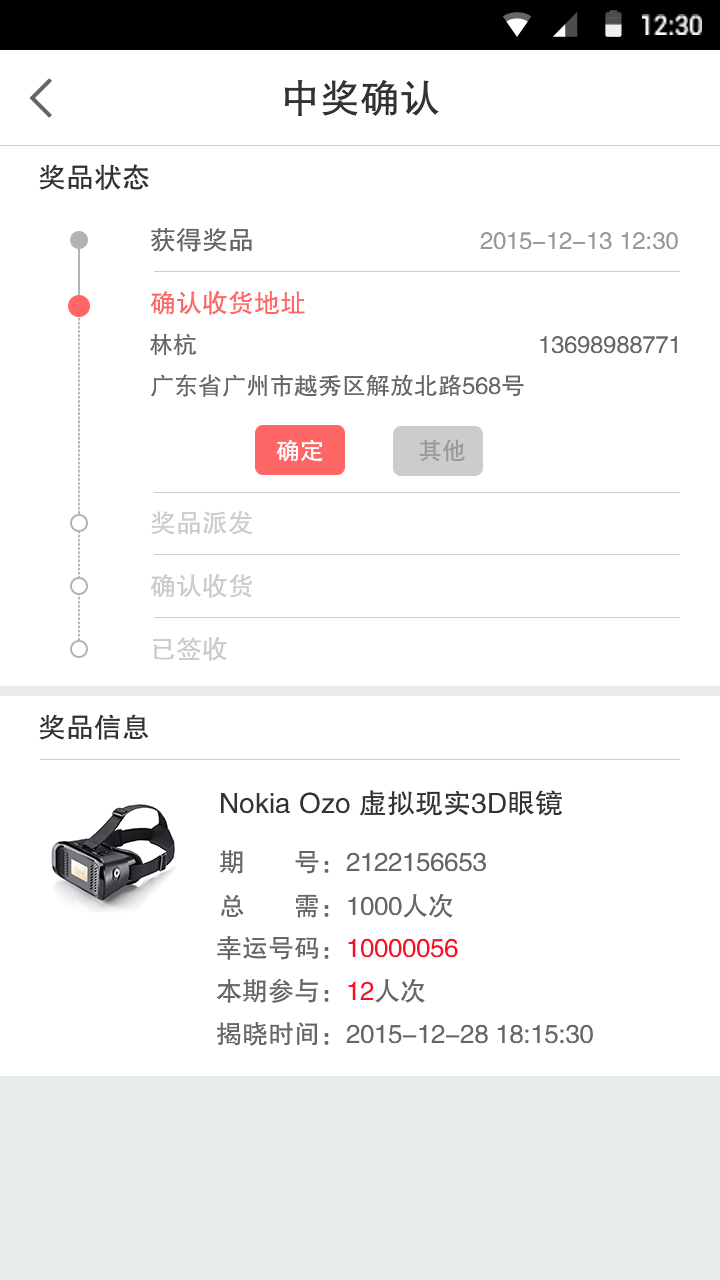 12:30
中奖确认
奖品状态
获得奖品 2015-12-13 12:30
确认收货地址
林杭 13698988771
广东省广州市越秀区解放北路568号
确定 其他
奖品派发
确认收货
已签收
奖品信息
Nokia Ozo 虚拟现实3D眼镜
期 号：2122156653
总 需：1000人次
幸运号码：10000056
本期参与：12人次
揭晓时间：2015-12-28 18:15:30